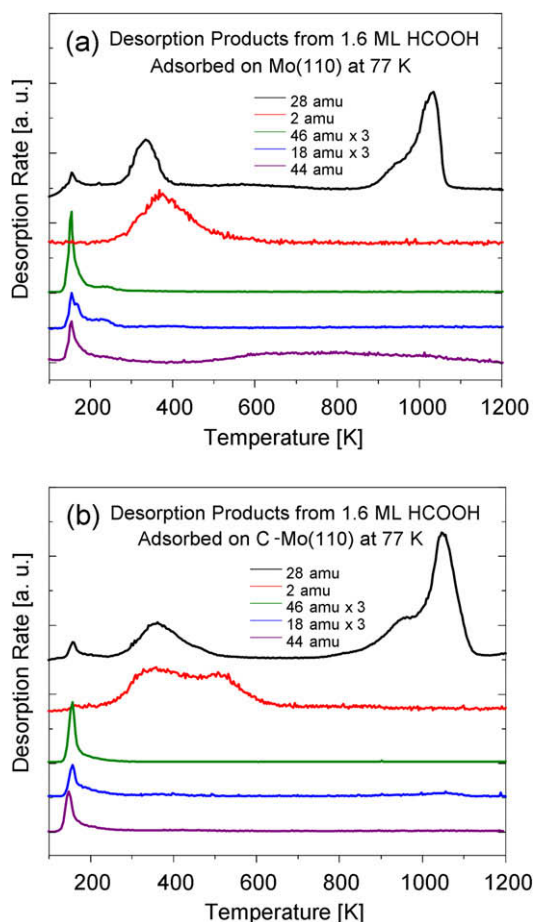 (a) Desorption Products from 1.6 ML HCOOH
Adsorbed on Mo(110) at 77 K
28 amu
2 amu
46 amu x 3
18 amu x 3
44 amu
Desorption Rate [a. u.]
200 400 600 800 1000 1200
Temperature [K]
(b) Desorption Products from 1.6 ML HCOOH
Adsorbed on C-Mo(110) at 77 K
28 amu
2 amu
46 amu x 3
18 amu x 3
44 amu
Desorption Rate [a. u.]
200 400 600 800 1000 1200
Temperature [K]